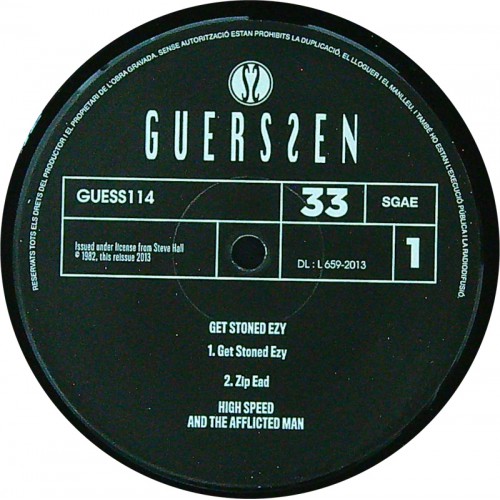 RESERVATS TOTS ELS DRETS DEL PRODUCTOR I EL PROPIETARI DE L'OBRA GRAVADA. SENSE AUTORITZACIÓ ESTAN PROHIBITS LA DUPLICACIÓ, EL LLOGUER I EL MANLLEU, I TAMBÉ NO ESTAN L'EXECUCIÓ PÚBLICA I LA RADIODIFUSIÓ.
GUERSSEN
GUESS114
33
SGAE
Issued under license from Steve Hall
© 1982, this reissue 2013
DL : L 659-2013
1
GET STONED EZY
1. Get Stoned Ezy
2. Zip Ead
HIGH SPEED
AND THE AFFLICTED MAN